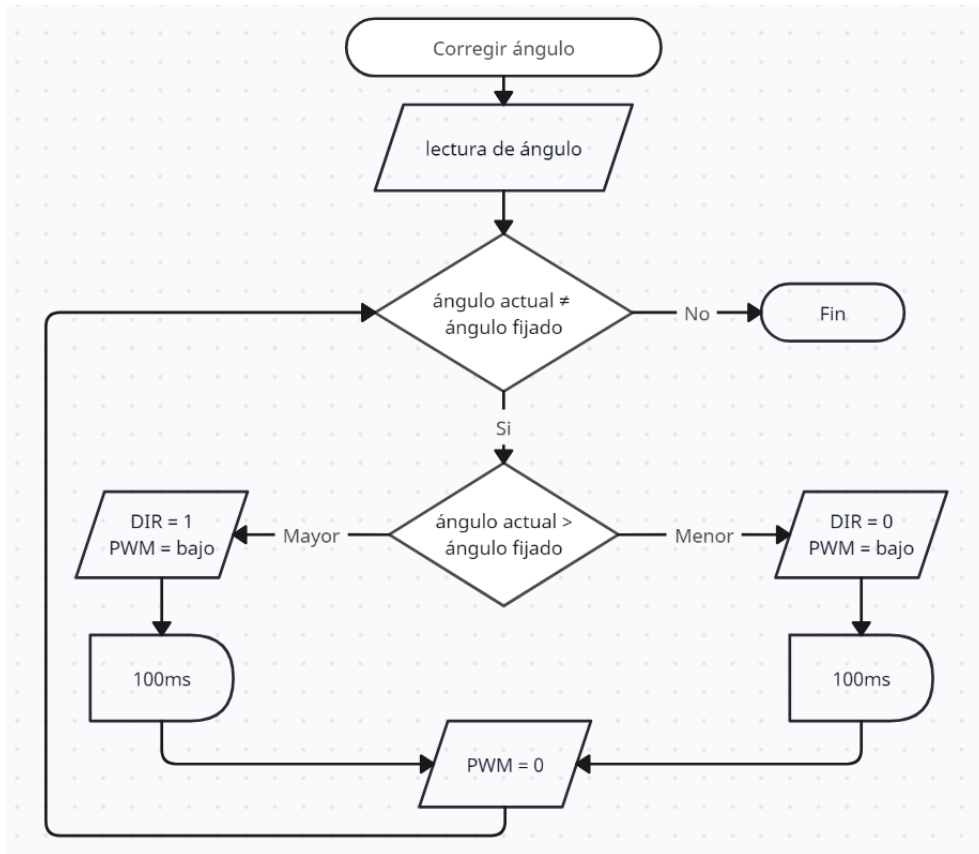 Corregir ángulo
lectura de ángulo
ángulo actual ≠
ángulo fijado
No
Fin
Si
ángulo actual >
ángulo fijado
Mayor
Menor
DIR = 1
PWM = bajo
DIR = 0
PWM = bajo
100ms
100ms
PWM = 0